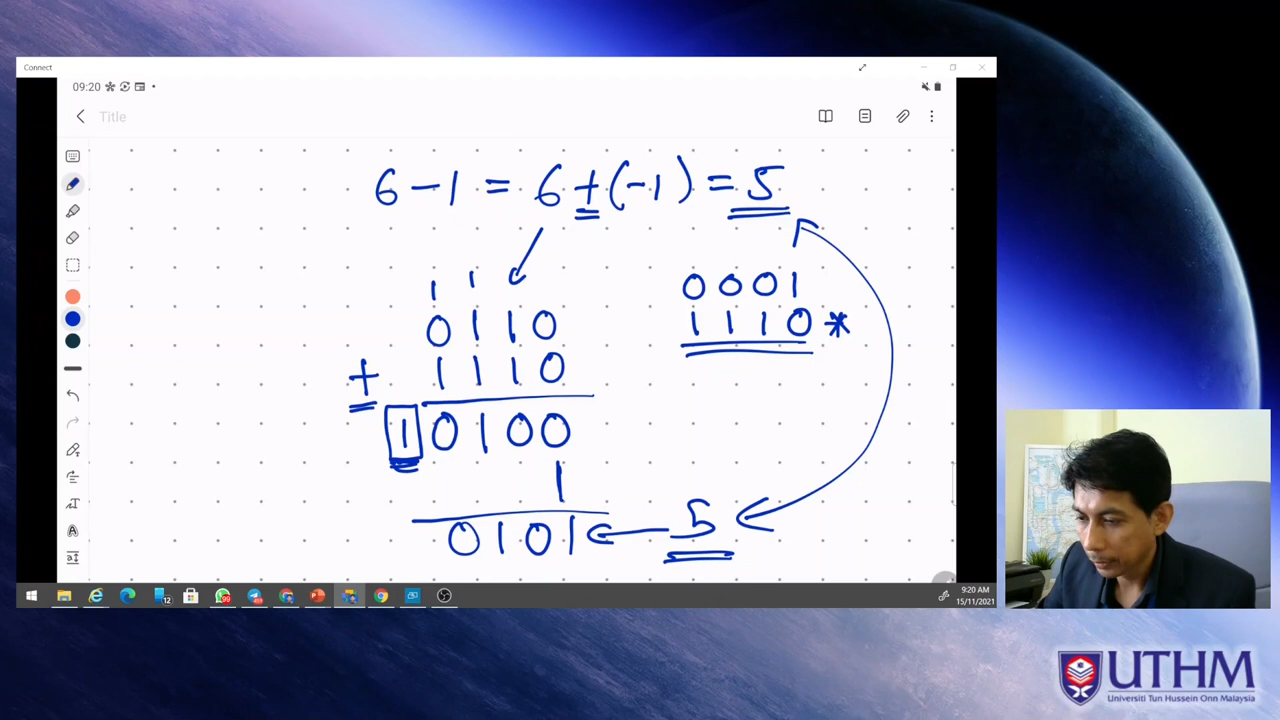 Connect
09:20
Title
6 - 1 = 6 + (-1) = 5
1 1
0 1 1 0
+ 1 1 1 0
1 0 1 0 0
1
0 1 0 1 ← 5
0 0 0 1
1 1 1 0 *
9:20 AM
15/11/2021
UTHM
Universiti Tun Hussein Onn Malaysia